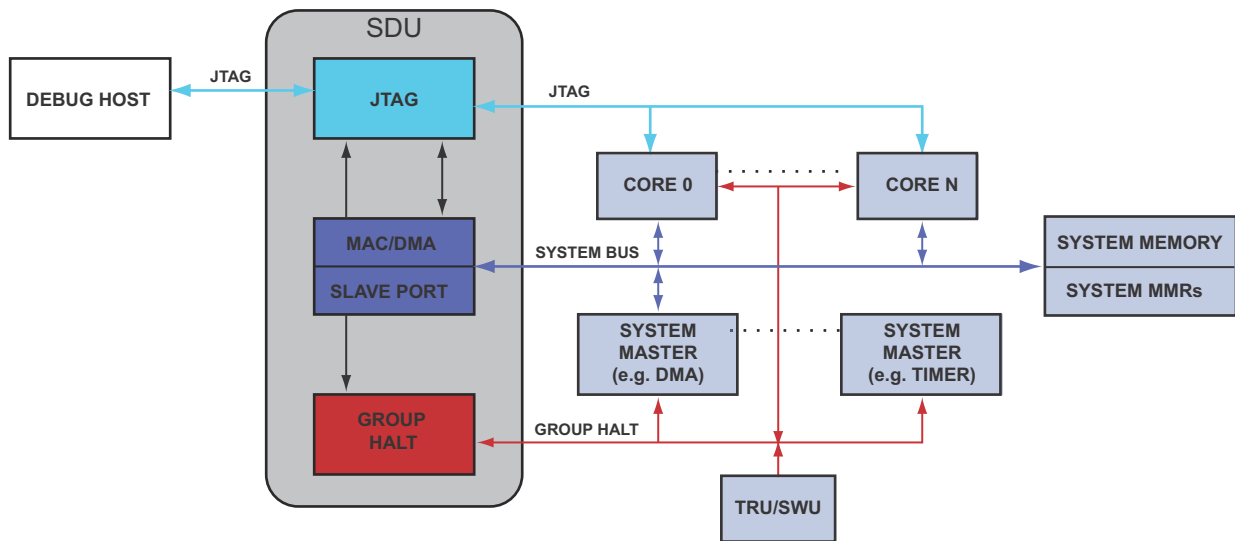 SDU
JTAG
DEBUG HOST
JTAG
JTAG
CORE 0
CORE N
MAC/DMA
SLAVE PORT
SYSTEM BUS
SYSTEM MEMORY
SYSTEM MMRs
SYSTEM
MASTER
(e.g. DMA)
SYSTEM
MASTER
(e.g. TIMER)
GROUP
HALT
GROUP HALT
TRU/SWU